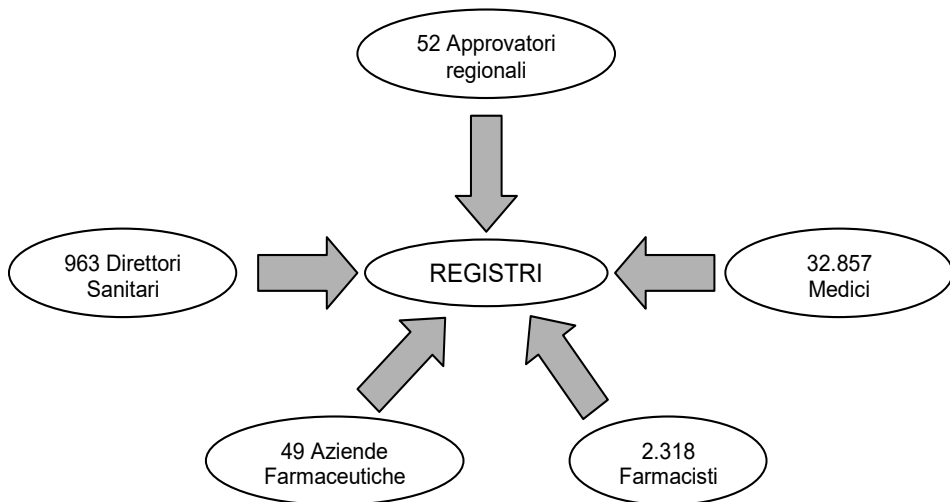 52 Approvatori
regionali
963 Direttori
Sanitari
REGISTRI
32.857
Medici
49 Aziende
Farmaceutiche
2.318
Farmacisti